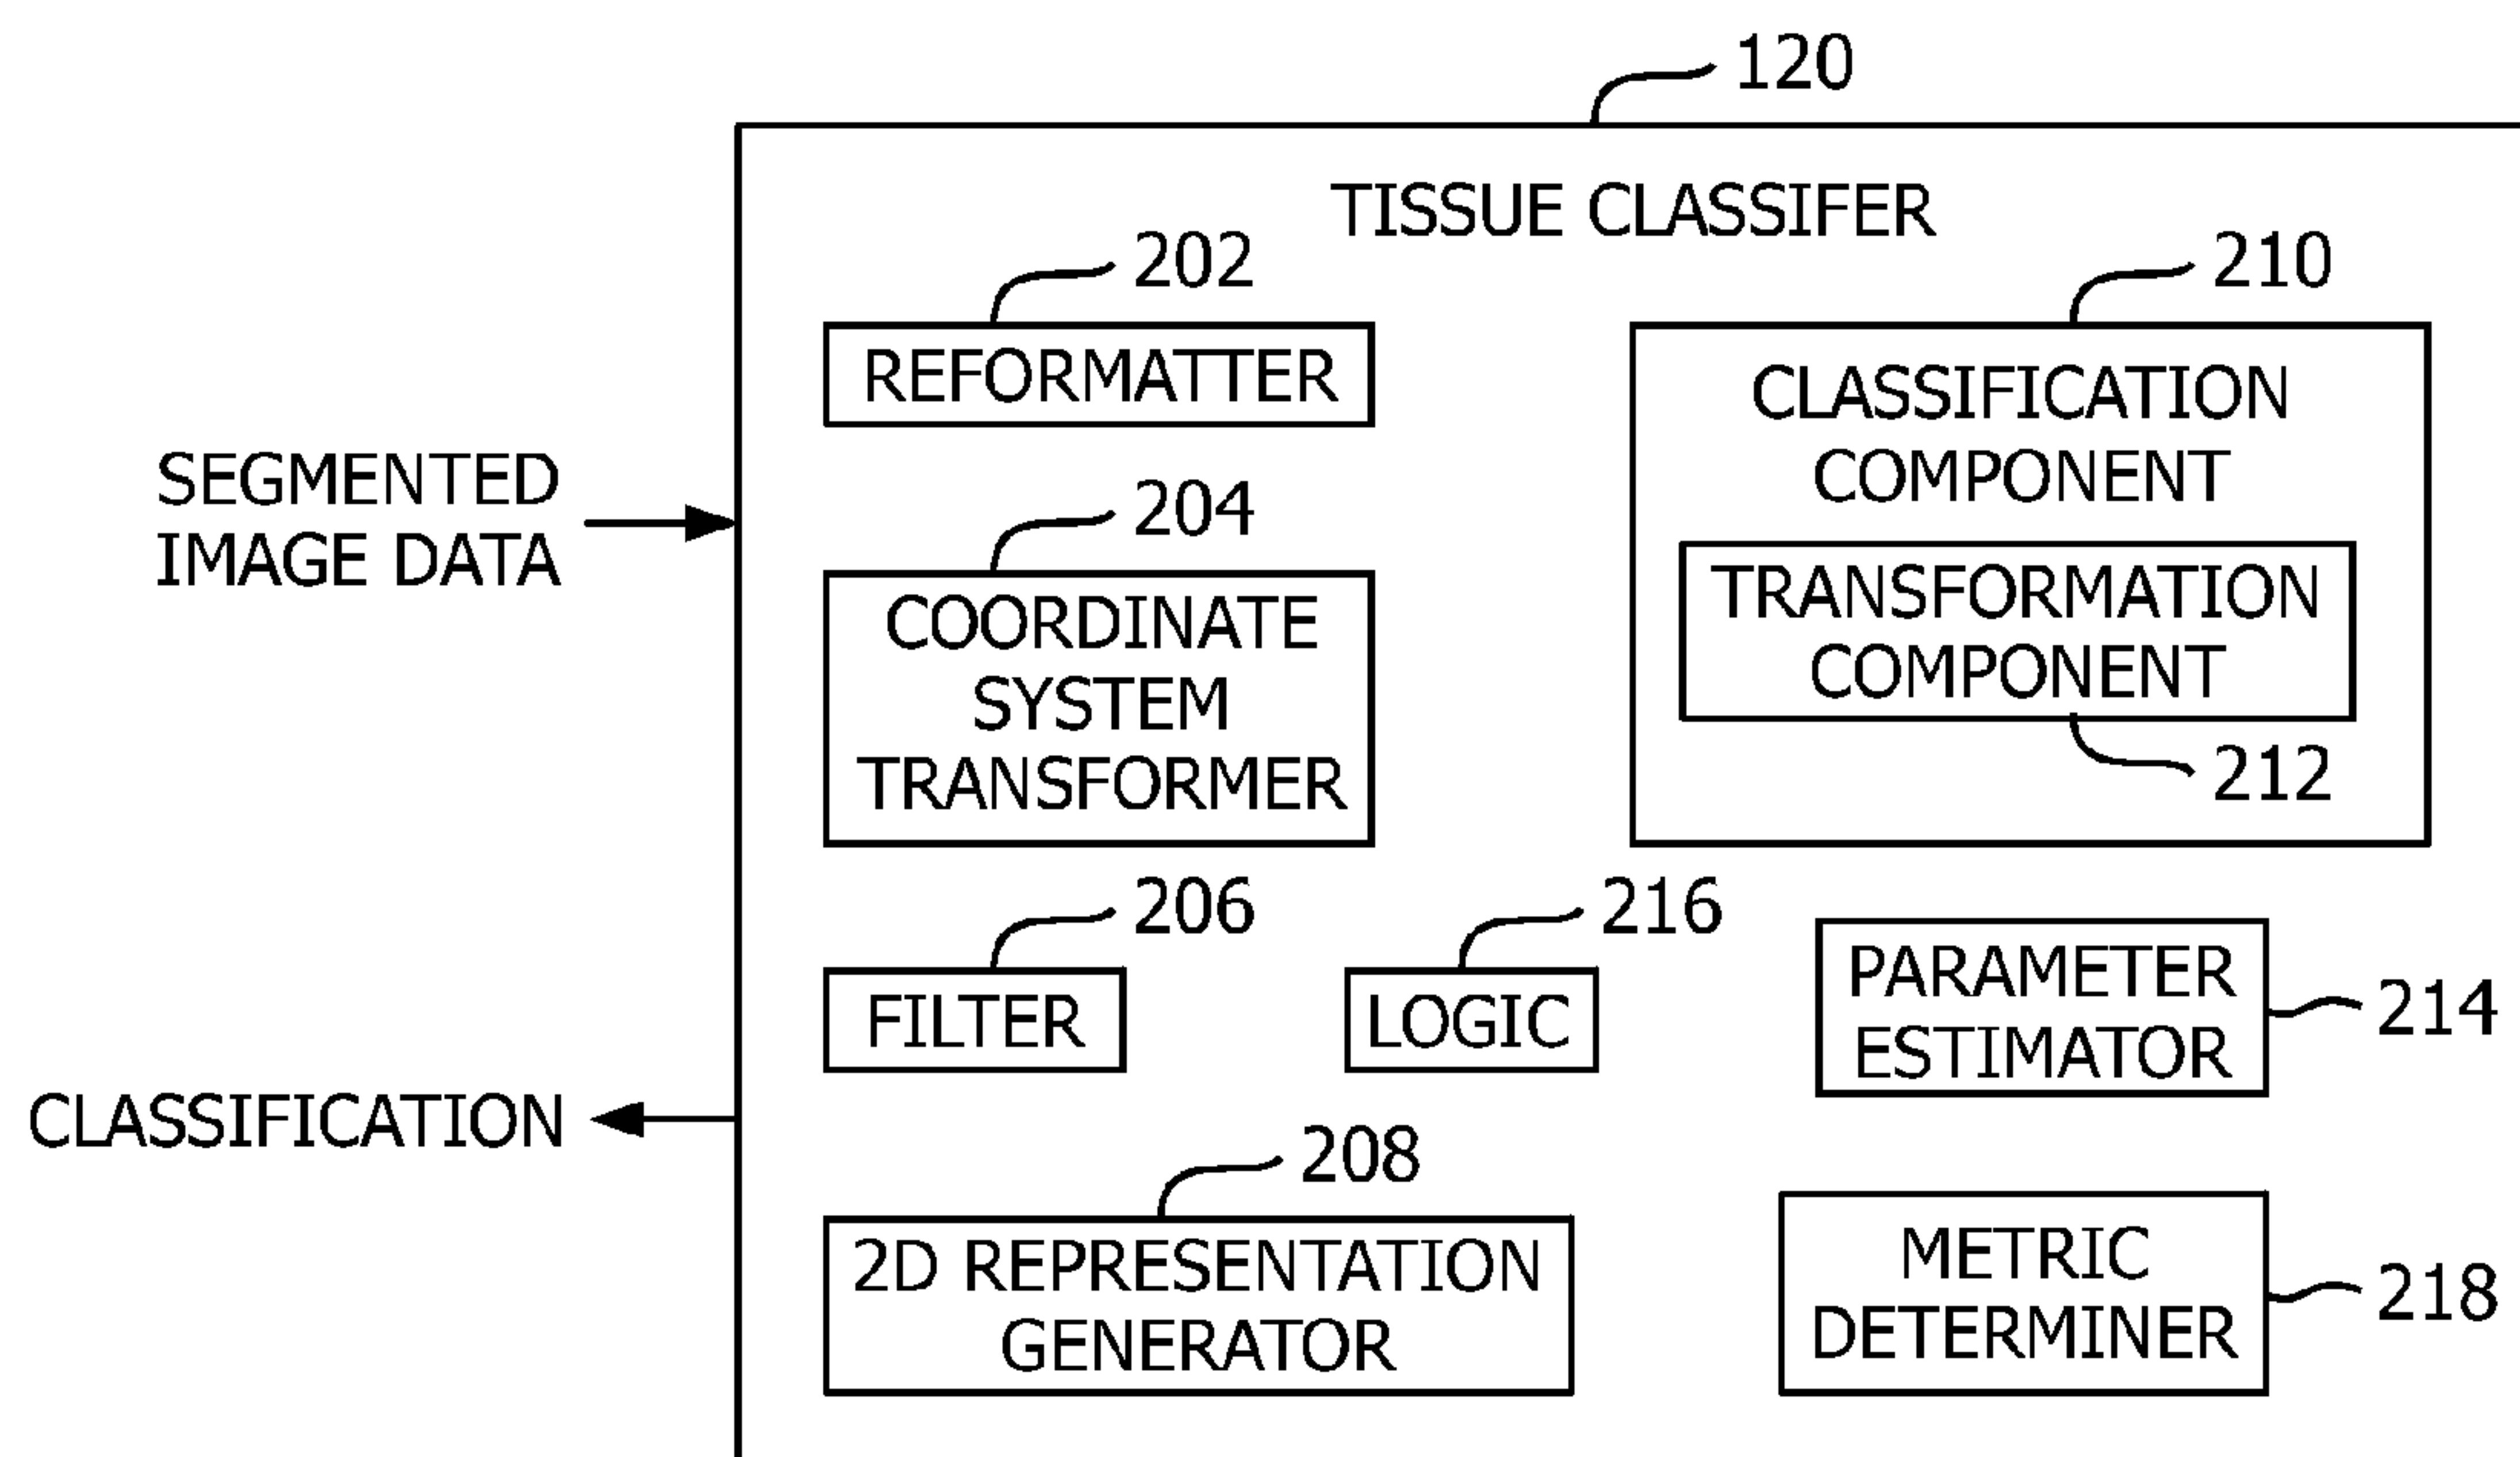 120
TISSUE CLASSIFER
202
REFORMATTER
210
CLASSIFICATION
COMPONENT
TRANSFORMATION
COMPONENT
212
SEGMENTED
IMAGE DATA
204
COORDINATE
SYSTEM
TRANSFORMER
206
FILTER
216
LOGIC
PARAMETER
ESTIMATOR
214
CLASSIFICATION
208
2D REPRESENTATION
GENERATOR
METRIC
DETERMINER
218